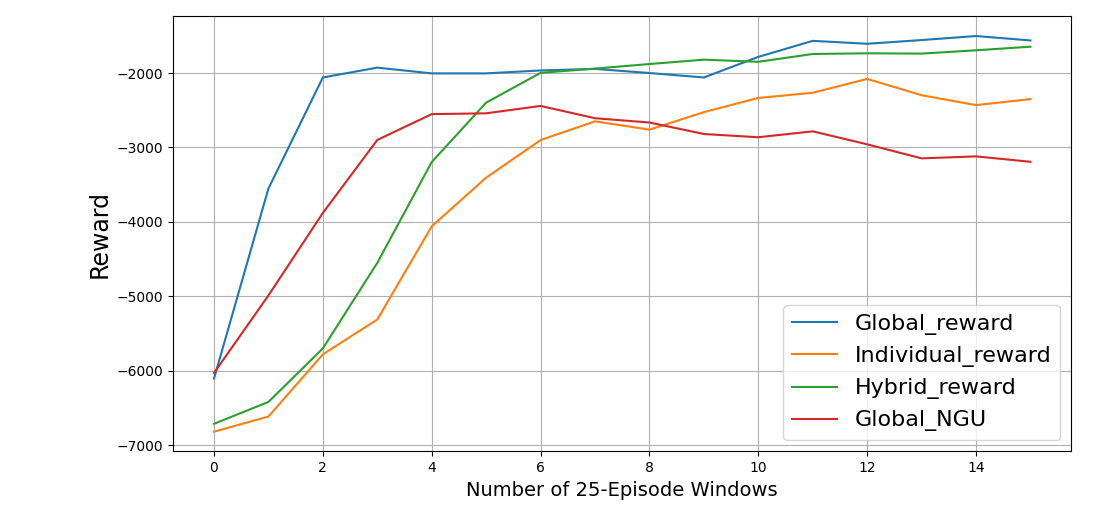 Reward
−2000
−3000
−4000
−5000
−6000
−7000
0 2 4 6 8 10 12 14
Number of 25-Episode Windows
Global_reward
Individual_reward
Hybrid_reward
Global_NGU